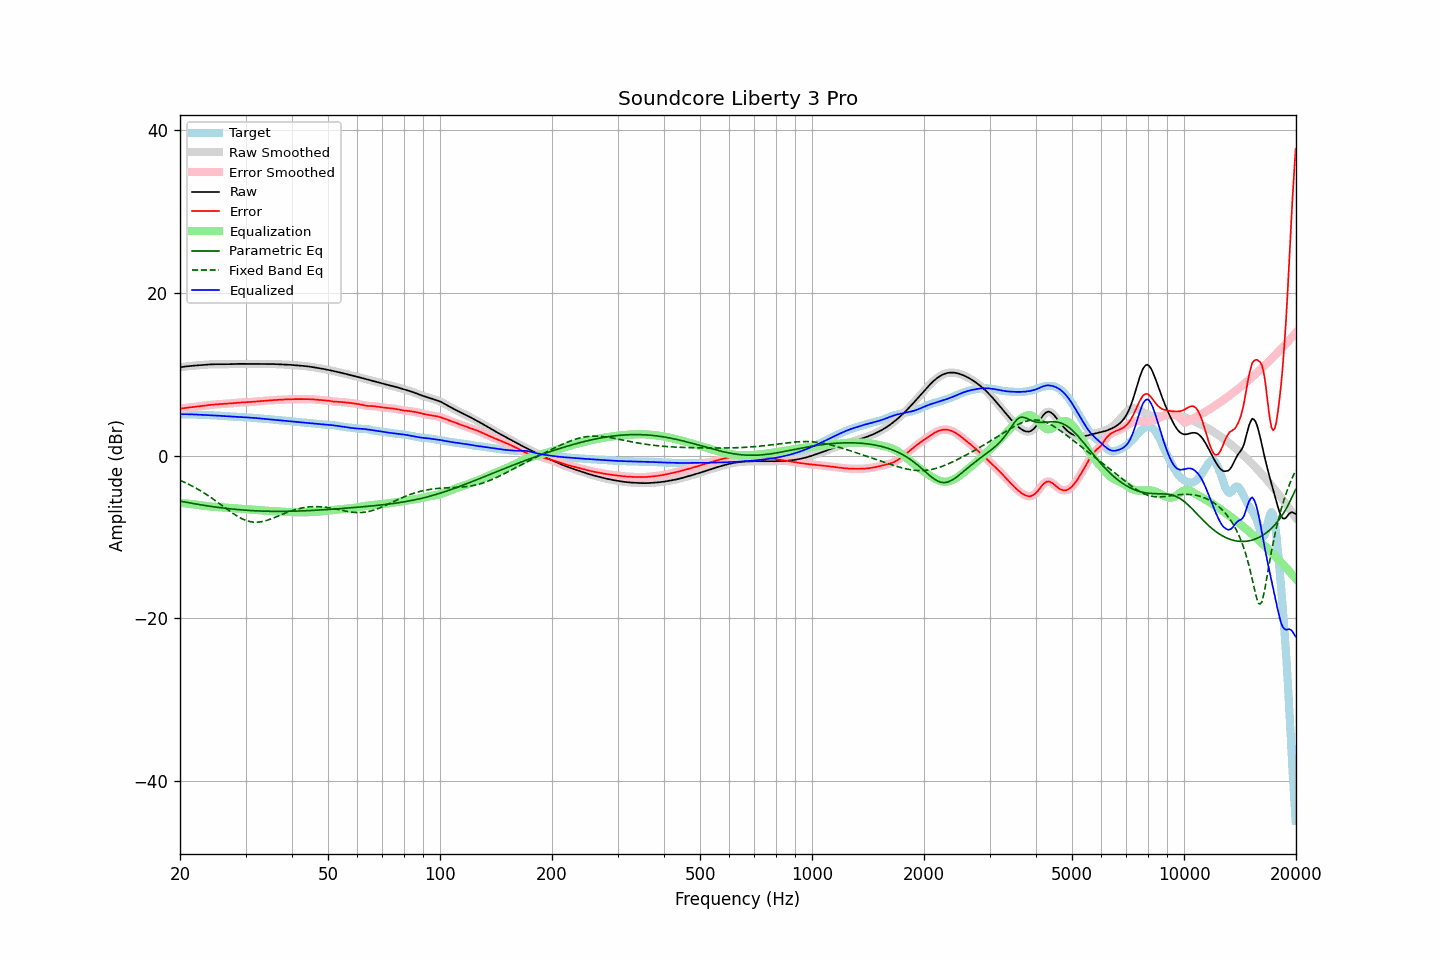 Soundcore Liberty 3 Pro
Target
Raw Smoothed
Error Smoothed
Raw
Error
Equalization
Parametric Eq
Fixed Band Eq
Equalized
40
20
0
−20
−40
Amplitude (dBr)
20 50 100 200 500 1000 2000 5000 10000 20000
Frequency (Hz)